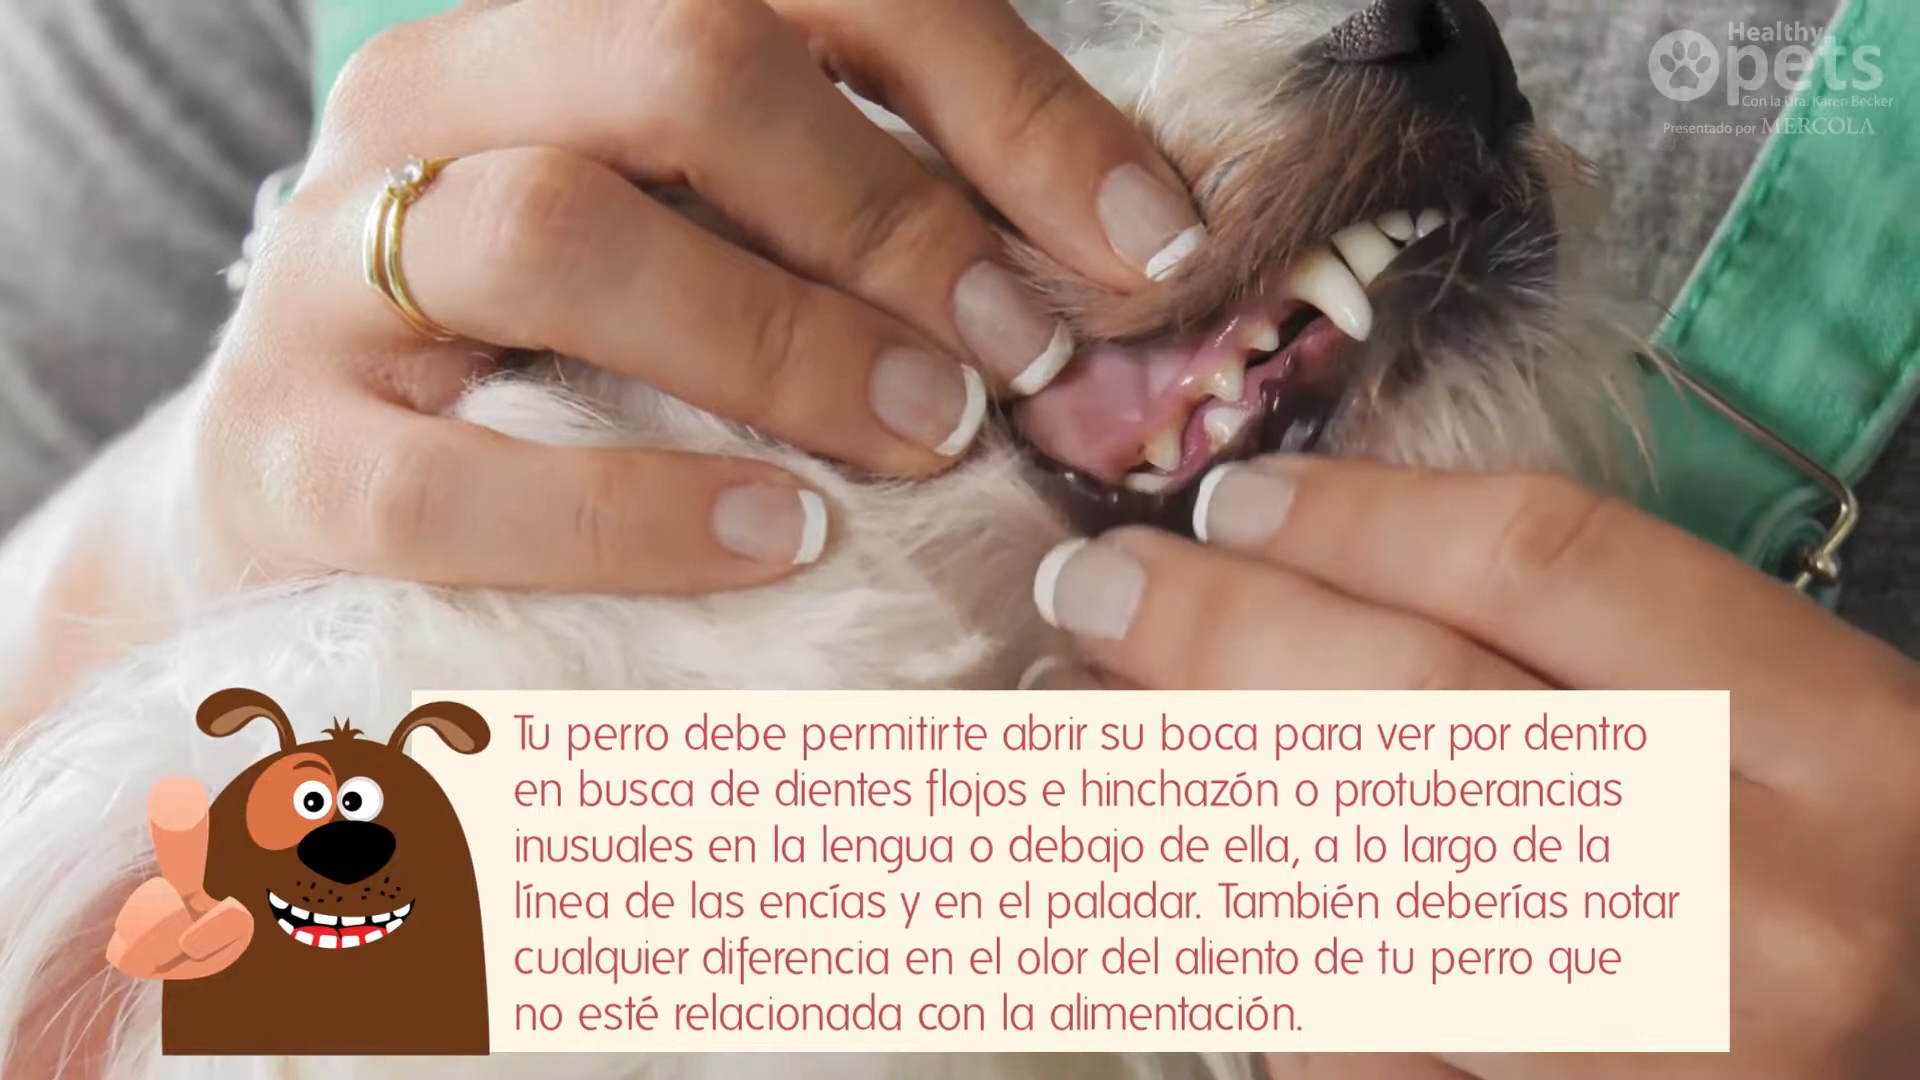 Healthy
pets
Con la Dra. Karen Becker
Presentado por MERCOLA
Tu perro debe permitirte abrir su boca para ver por dentro
en busca de dientes flojos e hinchazón o protuberancias
inusuales en la lengua o debajo de ella, a lo largo de la
línea de las encías y en el paladar. También deberías notar
cualquier diferencia en el olor del aliento de tu perro que
no esté relacionada con la alimentación.